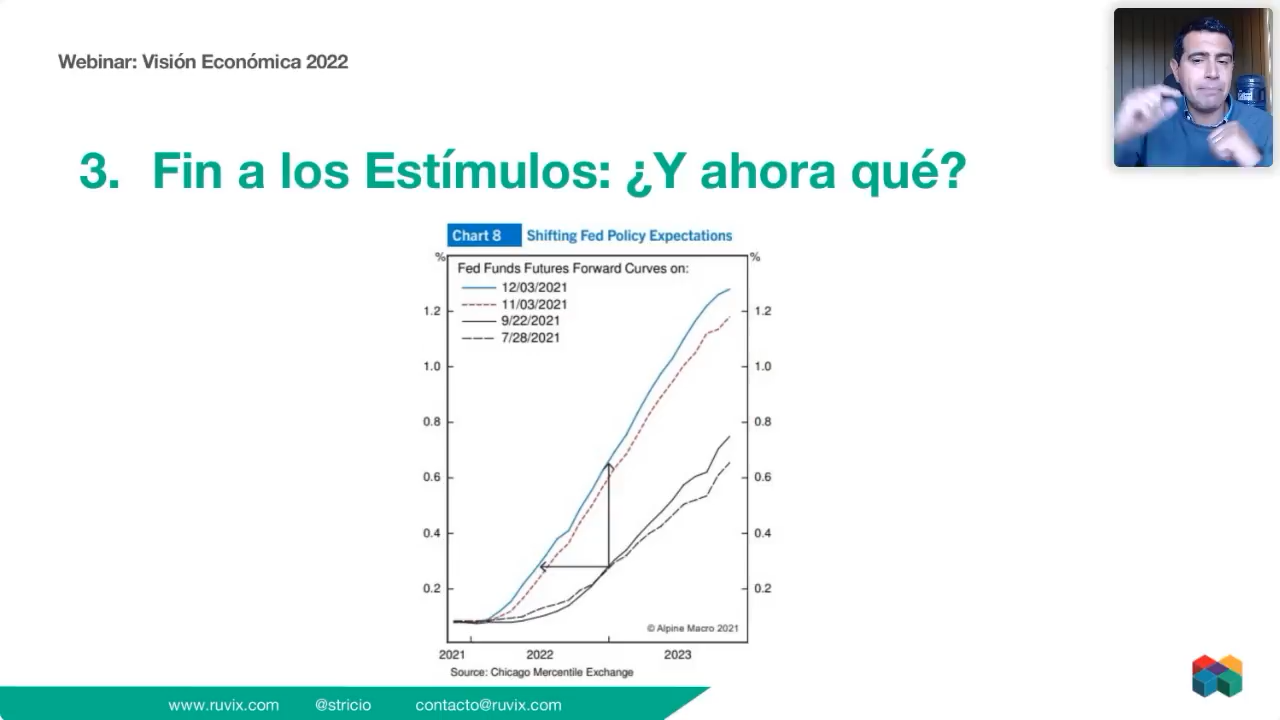 Webinar: Visión Económica 2022
3. Fin a los Estímulos: ¿Y ahora qué?
Chart 8 Shifting Fed Policy Expectations
% %
Fed Funds Futures Forward Curves on:
12/03/2021
11/03/2021
9/22/2021
7/28/2021
1.2 1.2
1.0 1.0
0.8 0.8
0.6 0.6
0.4 0.4
0.2 0.2
© Alpine Macro 2021
2021 2022 2023
Source: Chicago Mercantile Exchange
www.ruvix.com @stricio contacto@ruvix.com